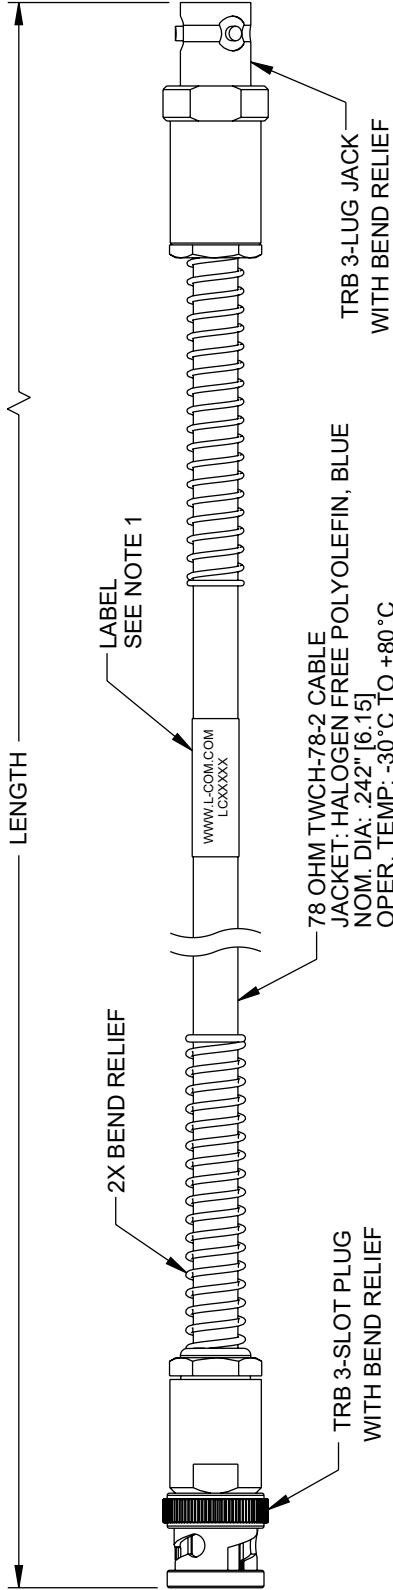 LENGTH
LABEL
SEE NOTE 1
2X BEND RELIEF
WWW.L-COM.COM
LCXXXXX
TRB 3-SLOT PLUG
WITH BEND RELIEF
78 OHM TWCH-78-2 CABLE
JACKET: HALOGEN FREE POLYOLEFIN, BLUE
NOM. DIA: .242" [6.15]
OPER. TEMP: -30°C TO +80°C
TRB 3-LUG JACK
WITH BEND RELIEF